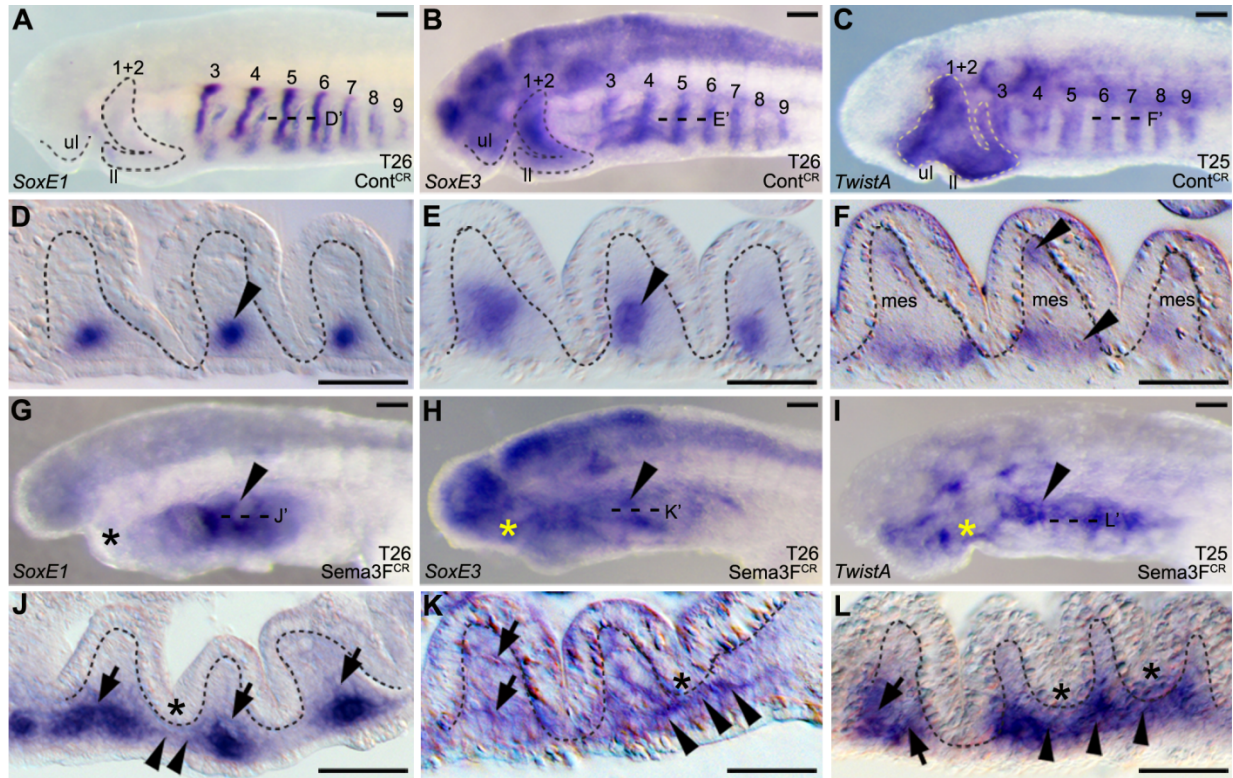 A
1+2
3 4 5 6 7 8 9
D'
ul
ll
T26
SoxE1
Cont^CR
B
1+2
3 4 5 6 7 8 9
E'
ul
ll
T26
SoxE3
Cont^CR
C
1+2
3 4 5 6 7 8 9
F'
ul
ll
T25
TwistA
Cont^CR
D
E
F
mes
mes
mes
G
J'
*
T26
SoxE1
Sema3F^CR
H
K'
*
T26
SoxE3
Sema3F^CR
I
L'
*
T25
TwistA
Sema3F^CR
J
*
K
*
L
*
*